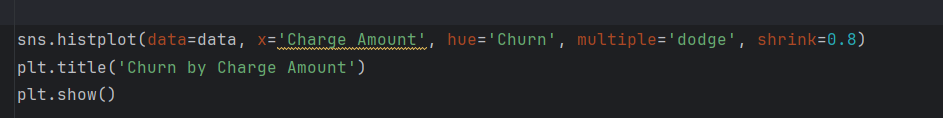 sns.histplot(data=data, x='Charge Amount', hue='Churn', multiple='dodge', shrink=0.8)
plt.title('Churn by Charge Amount')
plt.show()